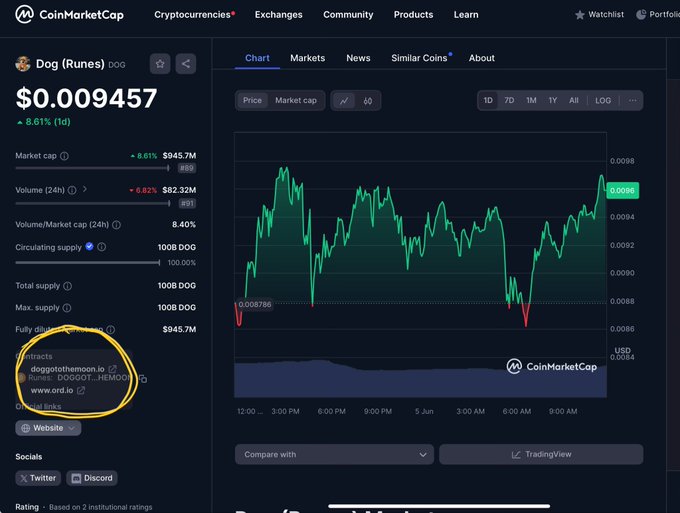 CoinMarketCap
Cryptocurrencies Exchanges Community Products Learn
Watchlist Portfolio
Dog (Runes) DOG
$0.009457
8.61% (1d)
Market cap 8.61% $945.7M
#89
Volume (24h) 6.82% $82.32M
#91
Volume/Market cap (24h) 8.40%
Circulating supply 100B DOG
100.00%
Total supply 100B DOG
Max. supply 100B DOG
Fully diluted market cap $945.7M
Contracts
doggotothemoon.io
Runes: DOGGOT...HEMOON
www.ord.io
Official links
Website
Socials
Twitter Discord
Rating · Based on 2 institutional ratings
Chart Markets News Similar Coins About
Price Market cap
1D 7D 1M 1Y All LOG ...
0.0098
0.0096
0.0094
0.0092
0.0090
0.0088
0.008786
0.0086
USD
0.0084
CoinMarketCap
12:00 ... 3:00 PM 6:00 PM 9:00 PM 5 Jun 3:00 AM 6:00 AM 9:00 AM
Compare with
TradingView